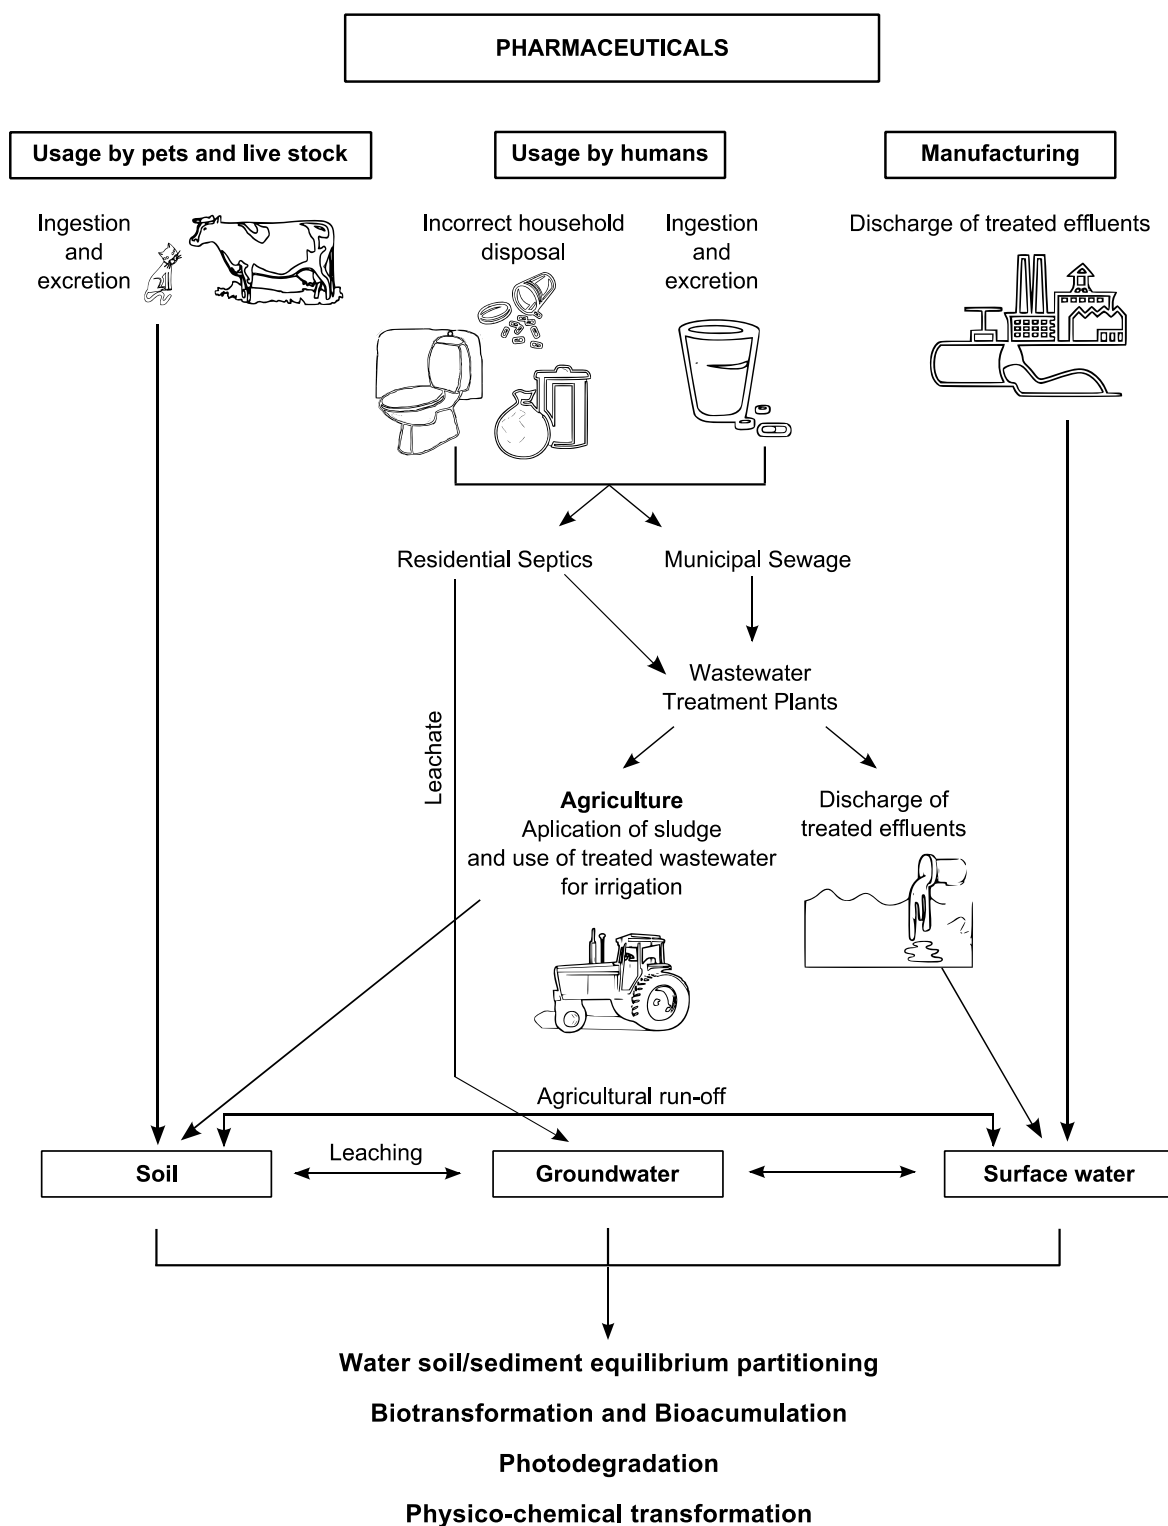 PHARMACEUTICALS
Usage by pets and live stock
Usage by humans
Manufacturing
Ingestion
and
excretion
Incorrect household
disposal
Ingestion
and
excretion
Discharge of treated effluents
Residential Septics
Municipal Sewage
Wastewater
Treatment Plants
Leachate
Agriculture
Aplication of sludge
and use of treated wastewater
for irrigation
Discharge of
treated effluents
Agricultural run-off
Soil
Leaching
Groundwater
Surface water
Water soil/sediment equilibrium partitioning
Biotransformation and Bioacumulation
Photodegradation
Physico-chemical transformation